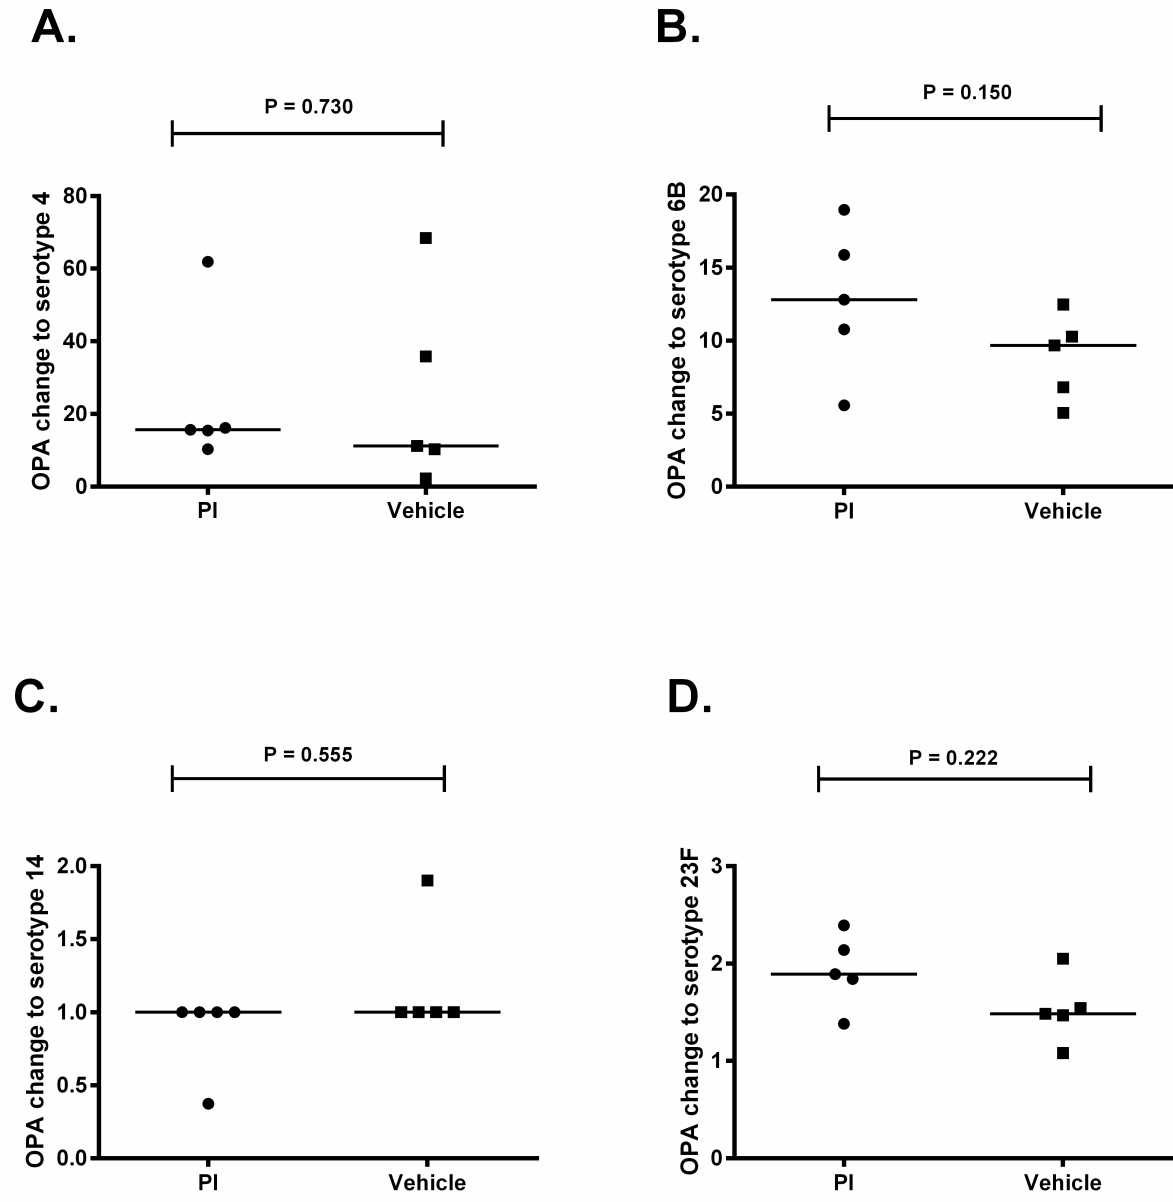 A.
P = 0.730
OPA change to serotype 4
80
60
40
20
0
PI
Vehicle
B.
P = 0.150
OPA change to serotype 6B
20
15
10
5
0
PI
Vehicle
C.
P = 0.555
OPA change to serotype 14
2.0
1.5
1.0
0.5
0.0
PI
Vehicle
D.
P = 0.222
OPA change to serotype 23F
3
2
1
0
PI
Vehicle